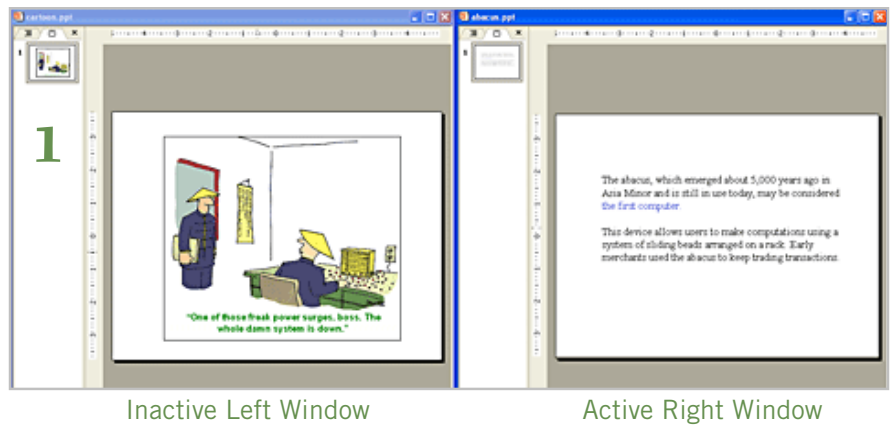 cartoon.ppt
abacus.ppt
1
1
1
"One of those freak power surges, boss. The
whole damn system is down."
The abacus, which emerged about 5,000 years ago in
Asia Minor and is still in use today, may be considered
the first computer.
This device allows users to make computations using a
system of sliding beads arranged on a rack. Early
merchants used the abacus to keep trading transactions.
Inactive Left Window
Active Right Window